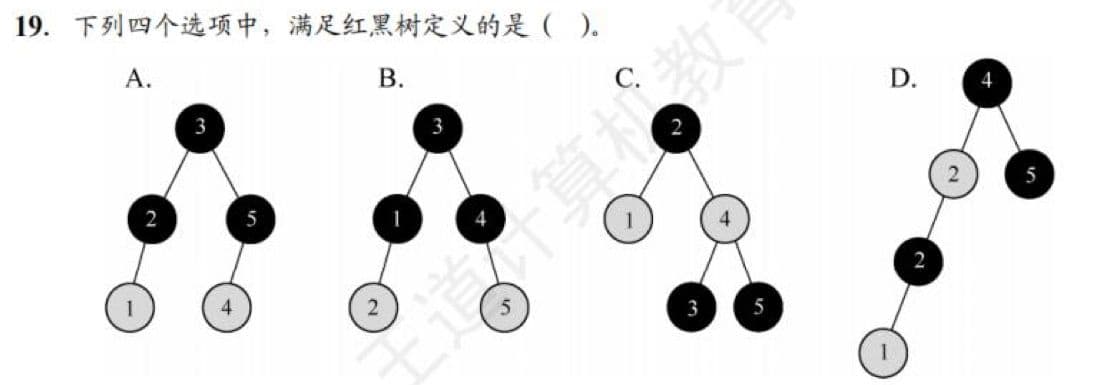 19. 下列四个选项中，满足红黑树定义的是（ ）。
A. B. C. D.
4
3 3 2
2 5
2 5 1 4 1 4
2
1 4 2 5 3 5
1
王道计算机教育